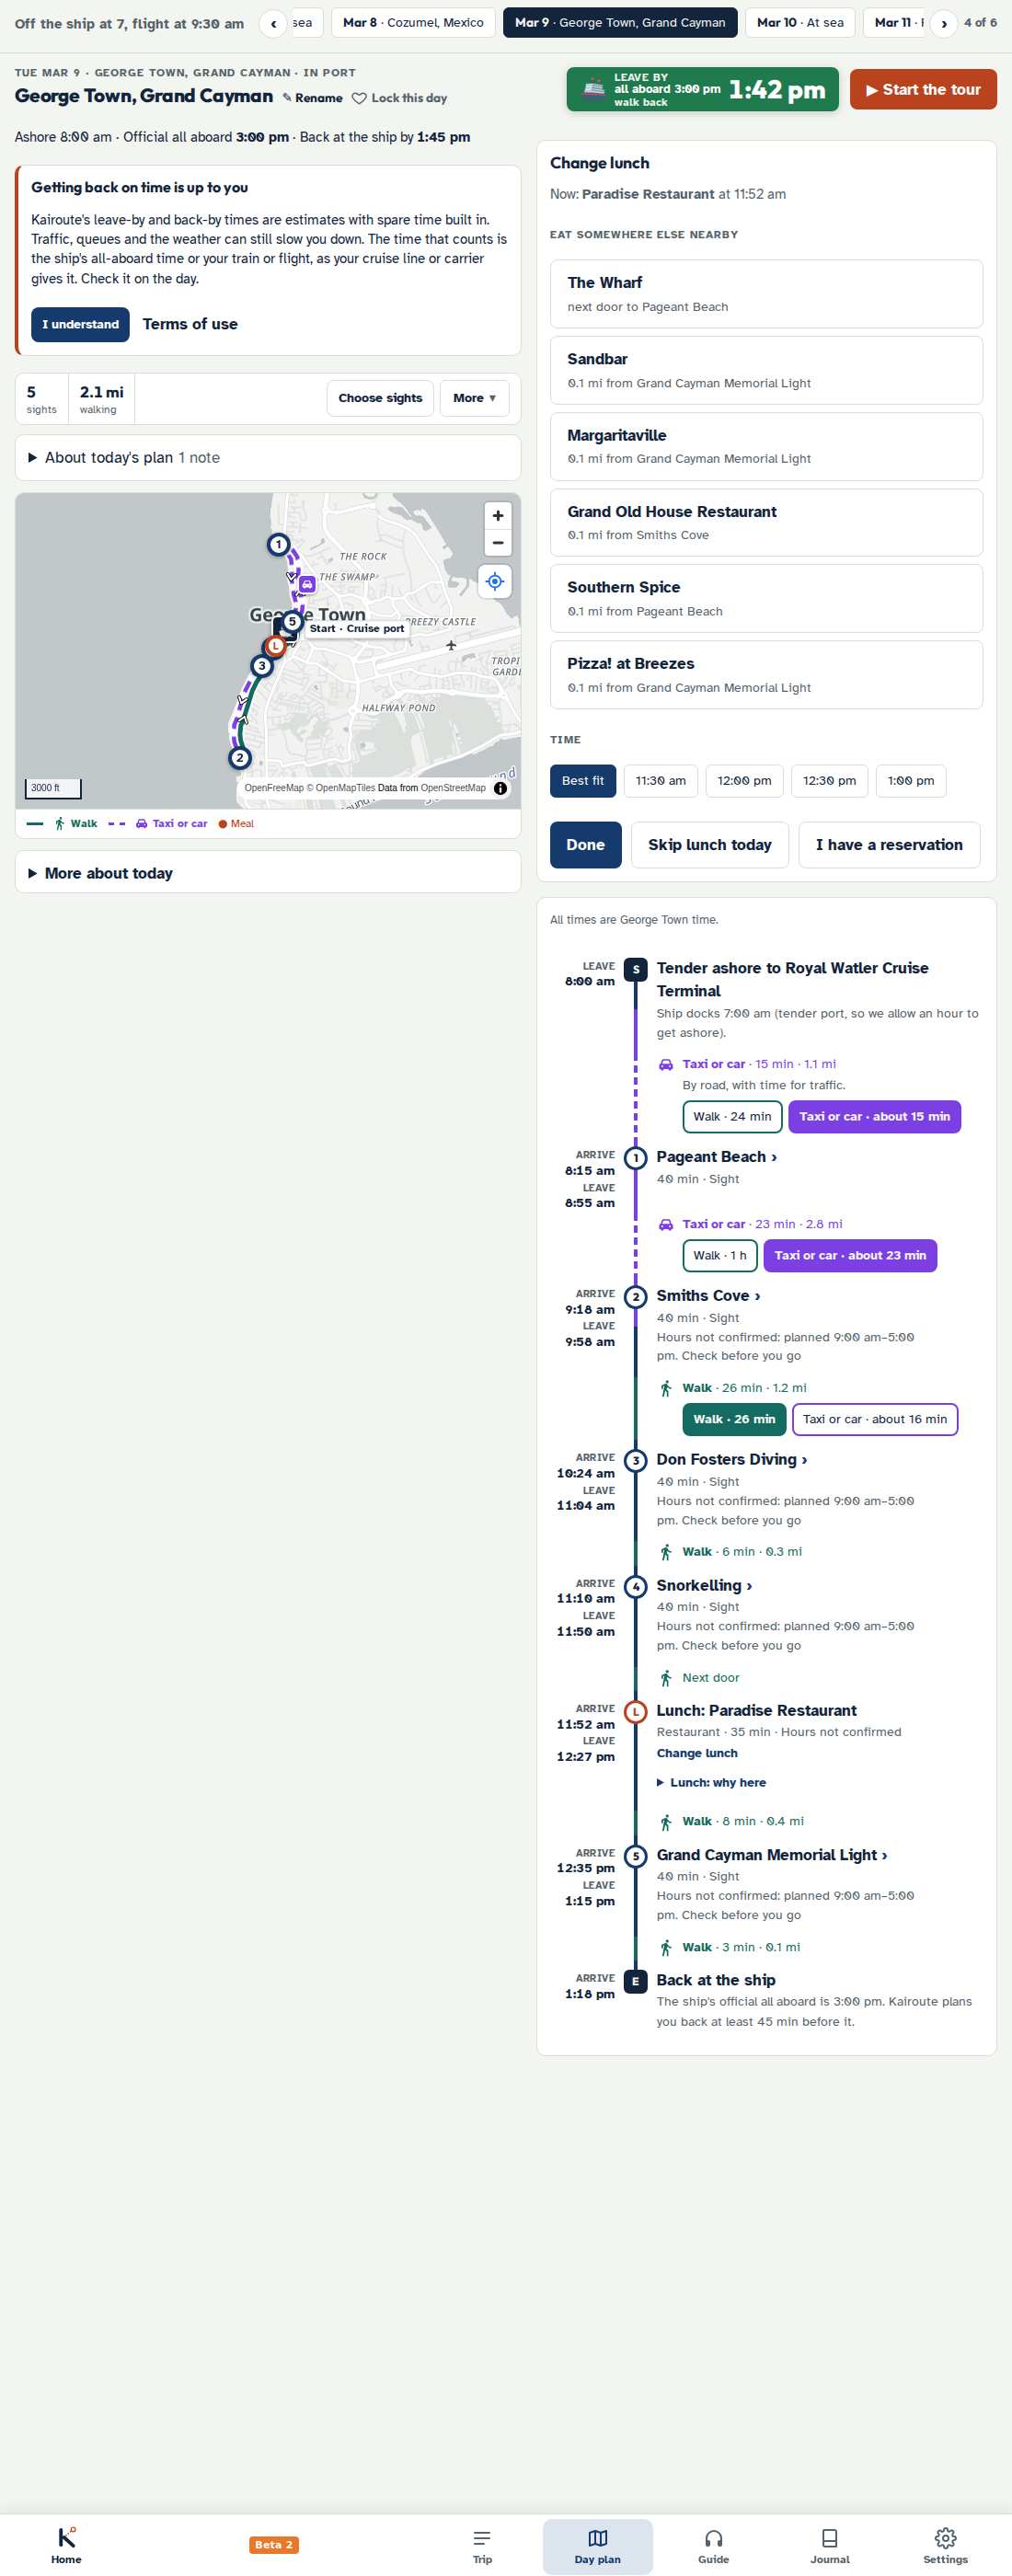 Off the ship at 7, flight at 9:30 am
‹
sea
Mar 8 · Cozumel, Mexico
Mar 9 · George Town, Grand Cayman
Mar 10 · At sea
Mar 11 ·
›
4 of 6
TUE MAR 9 · GEORGE TOWN, GRAND CAYMAN · IN PORT
George Town, Grand Cayman
✎ Rename
Lock this day
LEAVE BY
all aboard 3:00 pm
walk back
1:42 pm
▶ Start the tour
Ashore 8:00 am · Official all aboard 3:00 pm · Back at the ship by 1:45 pm
Getting back on time is up to you
Kairoute's leave-by and back-by times are estimates with spare time built in.
Traffic, queues and the weather can still slow you down. The time that counts is
the ship's all-aboard time or your train or flight, as your cruise line or carrier
gives it. Check it on the day.
I understand
Terms of use
5
sights
2.1 mi
walking
Choose sights
More ▾
▶ About today's plan 1 note
THE ROCK
THE SWAMP
George Town
BREEZY CASTLE
Start · Cruise port
TROPI
GARDE
HALFWAY POND
1
5
L
3
2
+
−
3000 ft
OpenFreeMap © OpenMapTiles Data from OpenStreetMap
Walk
Taxi or car
Meal
▶ More about today
Change lunch
Now: Paradise Restaurant at 11:52 am
EAT SOMEWHERE ELSE NEARBY
The Wharf
next door to Pageant Beach
Sandbar
0.1 mi from Grand Cayman Memorial Light
Margaritaville
0.1 mi from Grand Cayman Memorial Light
Grand Old House Restaurant
0.1 mi from Smiths Cove
Southern Spice
0.1 mi from Pageant Beach
Pizza! at Breezes
0.1 mi from Grand Cayman Memorial Light
TIME
Best fit
11:30 am
12:00 pm
12:30 pm
1:00 pm
Done
Skip lunch today
I have a reservation
All times are George Town time.
LEAVE
8:00 am
S
Tender ashore to Royal Watler Cruise
Terminal
Ship docks 7:00 am (tender port, so we allow an hour to
get ashore).
Taxi or car · 15 min · 1.1 mi
By road, with time for traffic.
Walk · 24 min
Taxi or car · about 15 min
ARRIVE
8:15 am
LEAVE
8:55 am
1
Pageant Beach ›
40 min · Sight
Taxi or car · 23 min · 2.8 mi
Walk · 1 h
Taxi or car · about 23 min
ARRIVE
9:18 am
LEAVE
9:58 am
2
Smiths Cove ›
40 min · Sight
Hours not confirmed: planned 9:00 am–5:00
pm. Check before you go
Walk · 26 min · 1.2 mi
Walk · 26 min
Taxi or car · about 16 min
ARRIVE
10:24 am
LEAVE
11:04 am
3
Don Fosters Diving ›
40 min · Sight
Hours not confirmed: planned 9:00 am–5:00
pm. Check before you go
Walk · 6 min · 0.3 mi
ARRIVE
11:10 am
LEAVE
11:50 am
4
Snorkelling ›
40 min · Sight
Hours not confirmed: planned 9:00 am–5:00
pm. Check before you go
Next door
ARRIVE
11:52 am
LEAVE
12:27 pm
L
Lunch: Paradise Restaurant
Restaurant · 35 min · Hours not confirmed
Change lunch
▶ Lunch: why here
Walk · 8 min · 0.4 mi
ARRIVE
12:35 pm
LEAVE
1:15 pm
5
Grand Cayman Memorial Light ›
40 min · Sight
Hours not confirmed: planned 9:00 am–5:00
pm. Check before you go
Walk · 3 min · 0.1 mi
ARRIVE
1:18 pm
E
Back at the ship
The ship's official all aboard is 3:00 pm. Kairoute plans
you back at least 45 min before it.
Home
Beta 2
Trip
Day plan
Guide
Journal
Settings